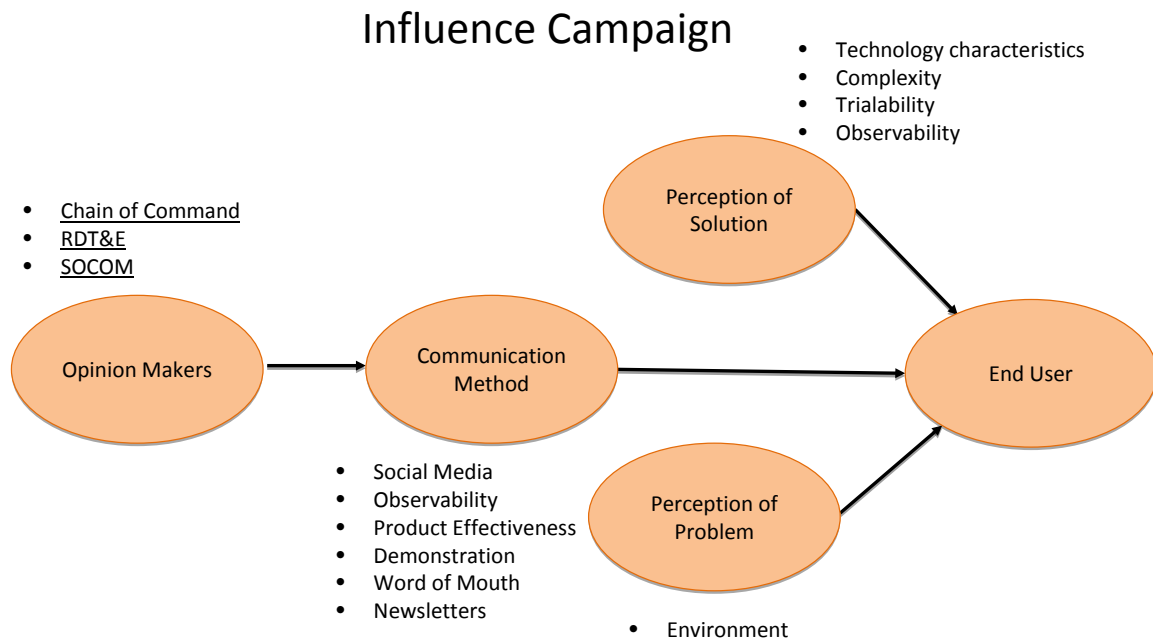 Influence Campaign
• Technology characteristics
• Complexity
• Trialability
• Observability
Perception of
Solution
• Chain of Command
• RDT&E
• SOCOM
Opinion Makers
Communication
Method
End User
• Social Media
• Observability
• Product Effectiveness
• Demonstration
• Word of Mouth
• Newsletters
Perception of
Problem
• Environment